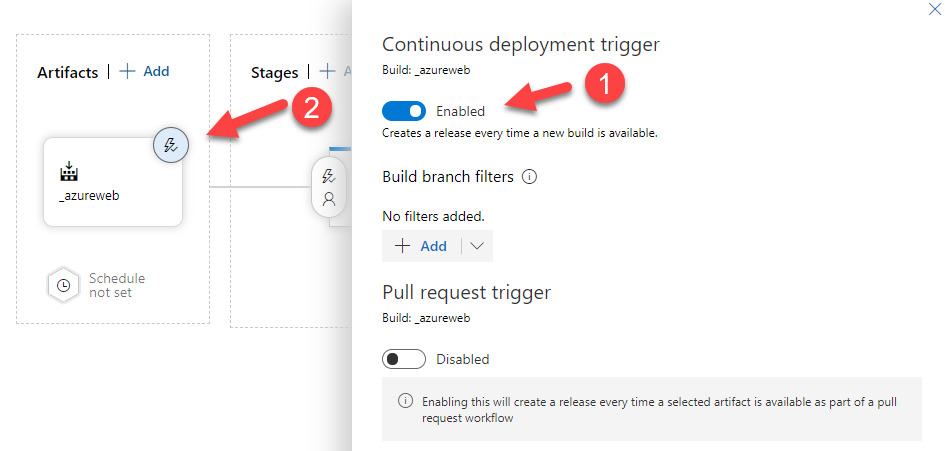 Artifacts | + Add
Stages | + A
2
_azureweb
Schedule
not set
Continuous deployment trigger
Build: _azureweb
Enabled
1
Creates a release every time a new build is available.
Build branch filters
No filters added.
+ Add
Pull request trigger
Build: _azureweb
Disabled
Enabling this will create a release every time a selected artifact is available as part of a pull
request workflow